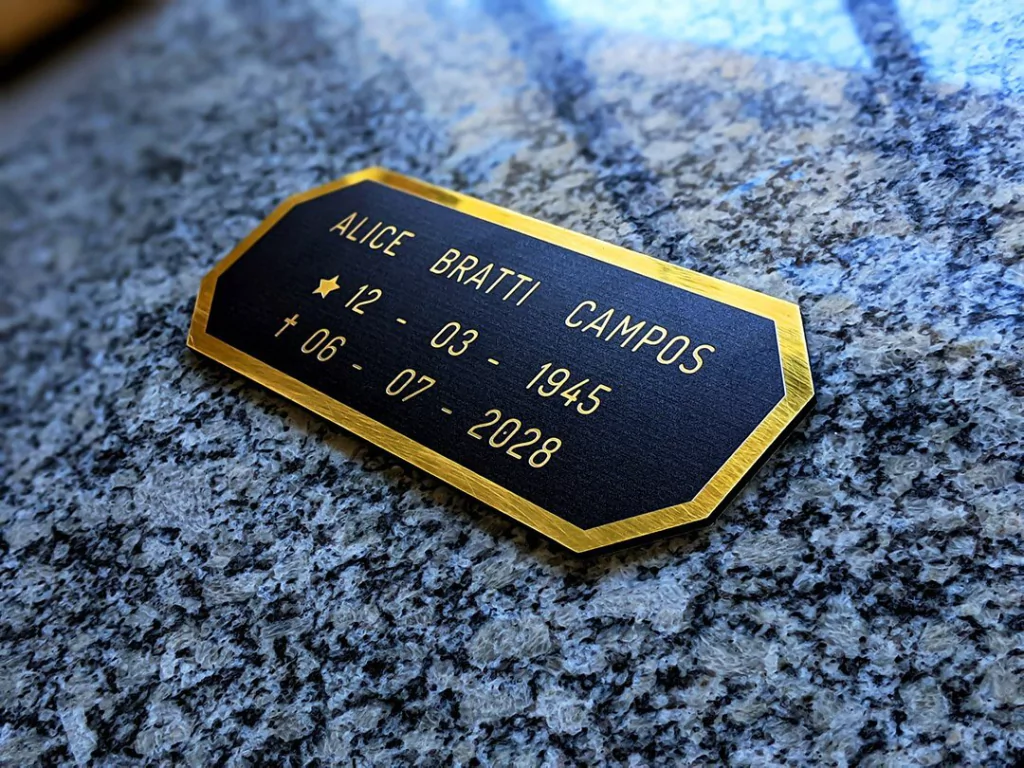 ALICE BRATTI CAMPOS
★ 12 - 03 - 1945
✝ 06 - 07 - 2028